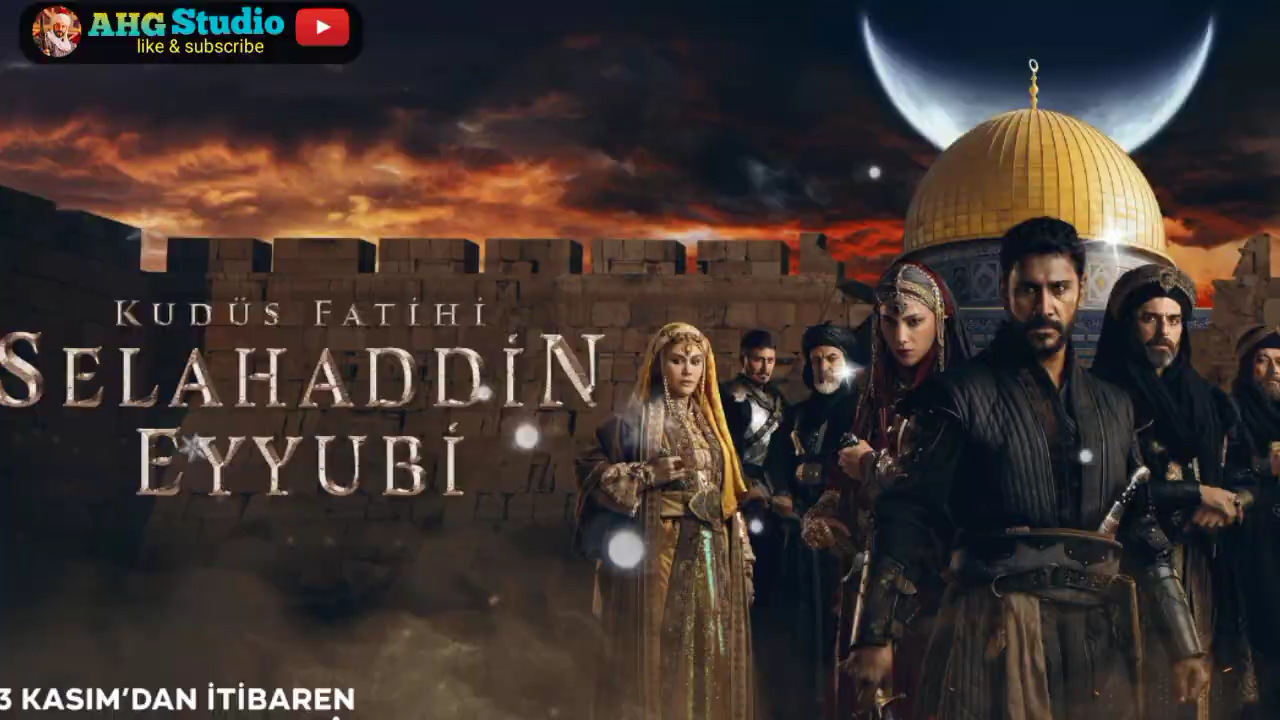 AHG Studio
like & subscribe
KUDÜS FATİHİ
SELAHADDİN
EYYUBİ
3 KASIM'DAN İTİBAREN